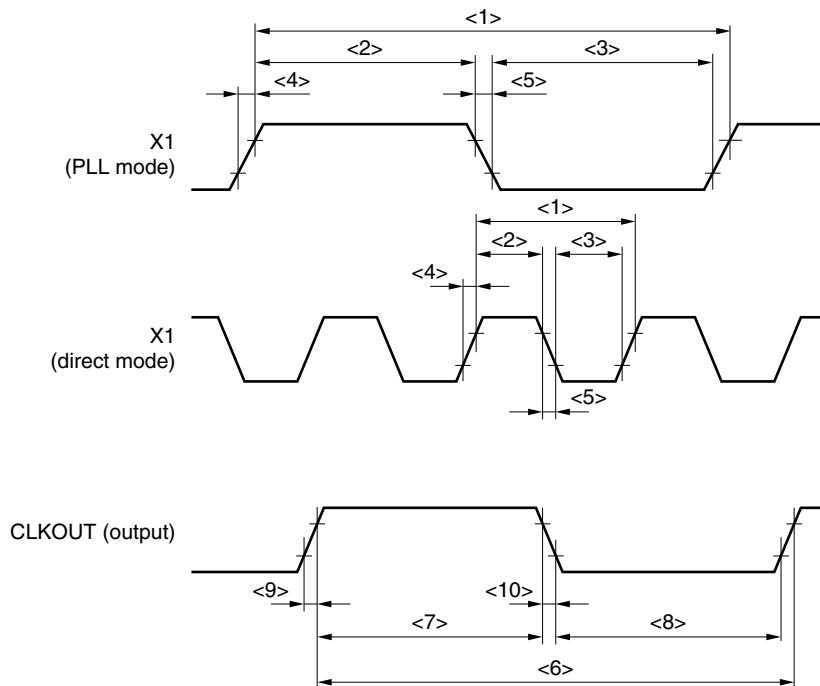 <1>
<2> <3>
<4> <5>
X1
(PLL mode)
<1>
<2> <3>
<4>
X1
(direct mode)
<5>
CLKOUT (output)
<9> <10>
<7> <8>
<6>